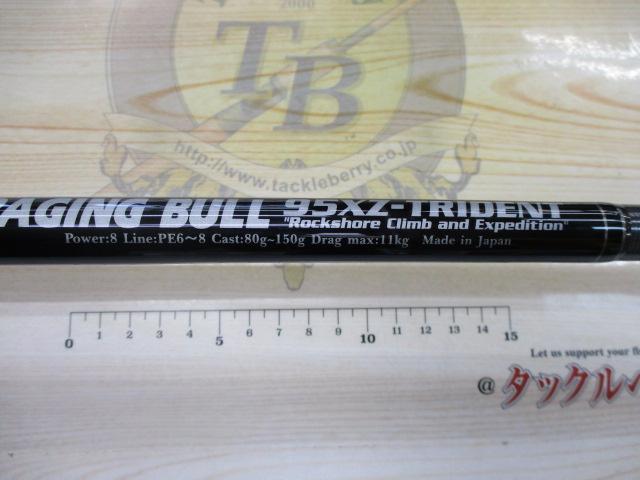 2000
TB
http://www.tackleberry.co.jp
AGING BULL 95XZ-TRIDENT
"Rockshore Climb and Expedition"
Power:8 Line:PE6～8 Cast:80g~150g Drag max:11kg Made in Japan
0 1 2 3 4 5 6 7 8 9 10 11 12 13 14 15
Let us support your
@タックル